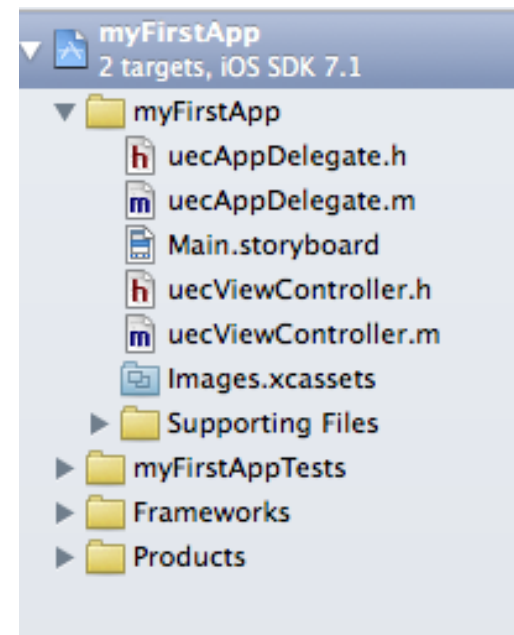 myFirstApp
2 targets, iOS SDK 7.1
myFirstApp
h uecAppDelegate.h
m uecAppDelegate.m
Main.storyboard
h uecViewController.h
m uecViewController.m
Images.xcassets
Supporting Files
myFirstAppTests
Frameworks
Products